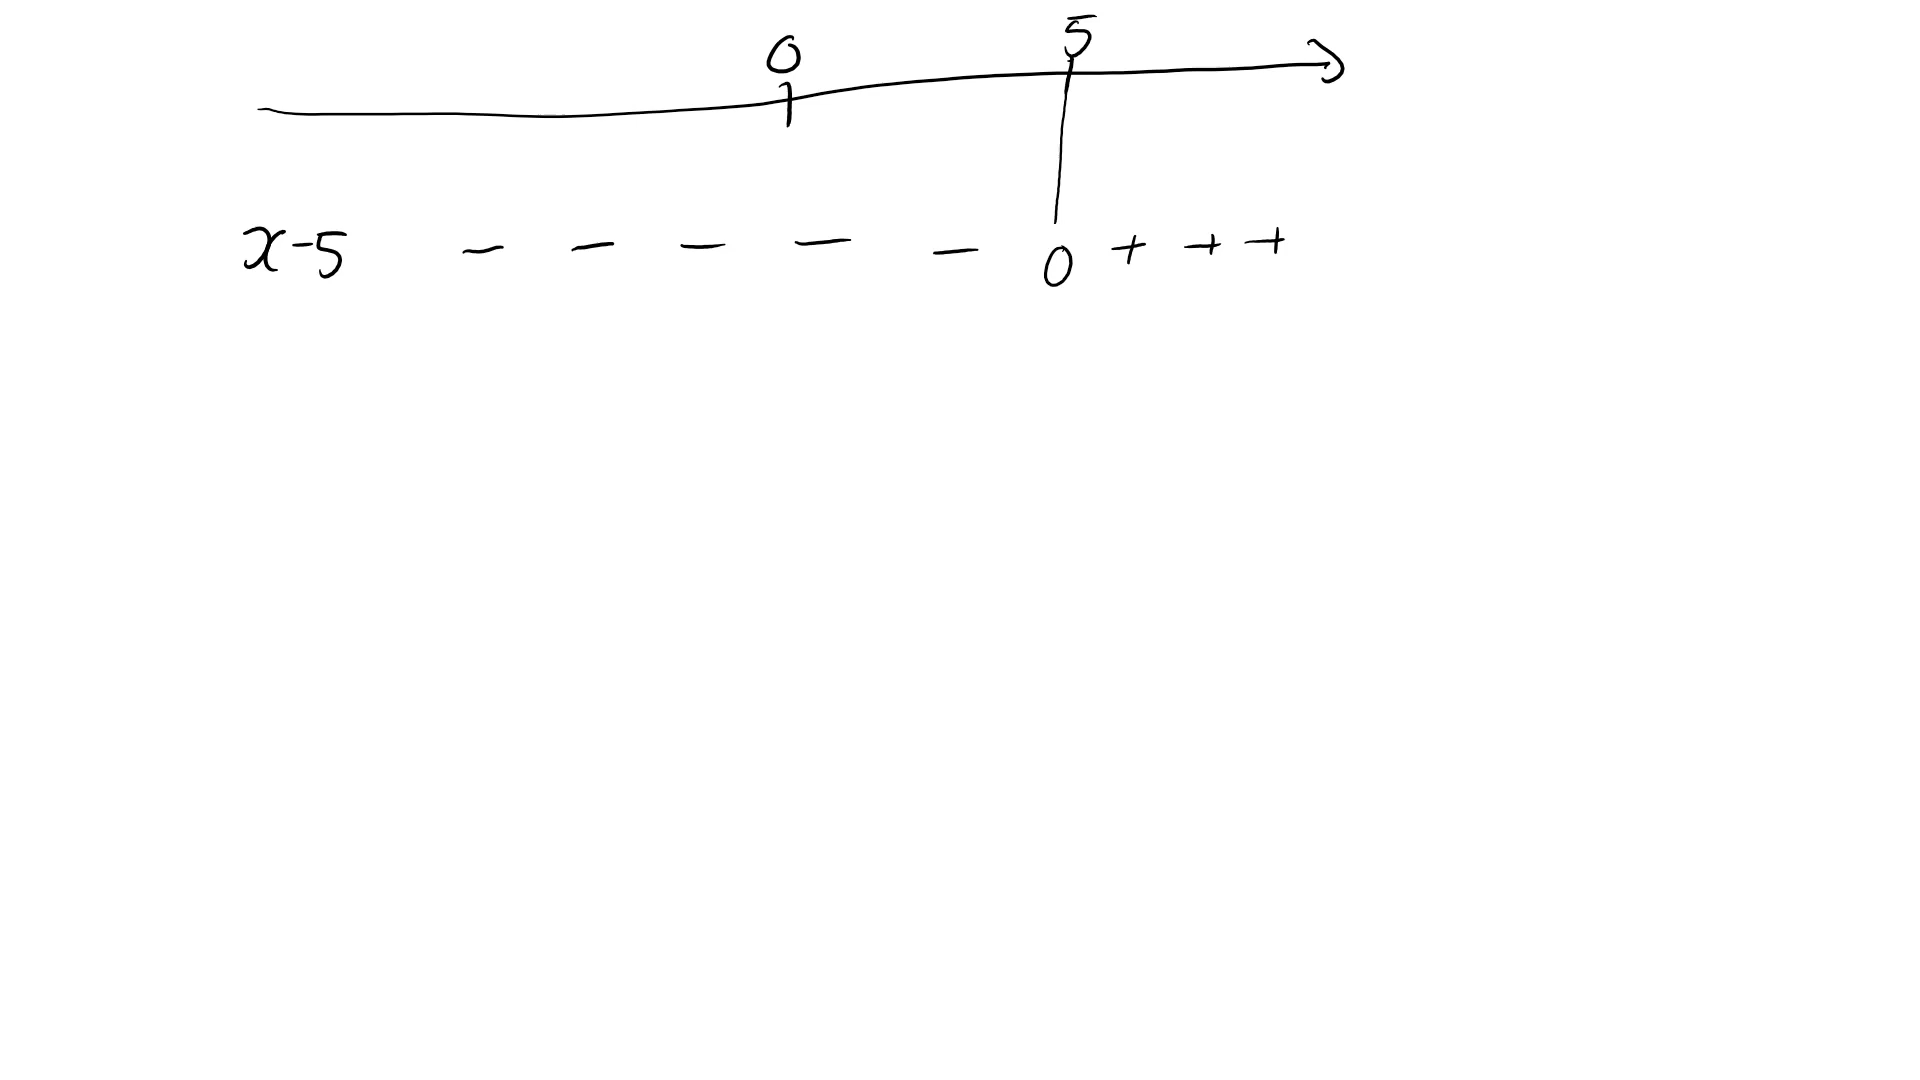 0 5
x-5 - - - - - 0 + + +